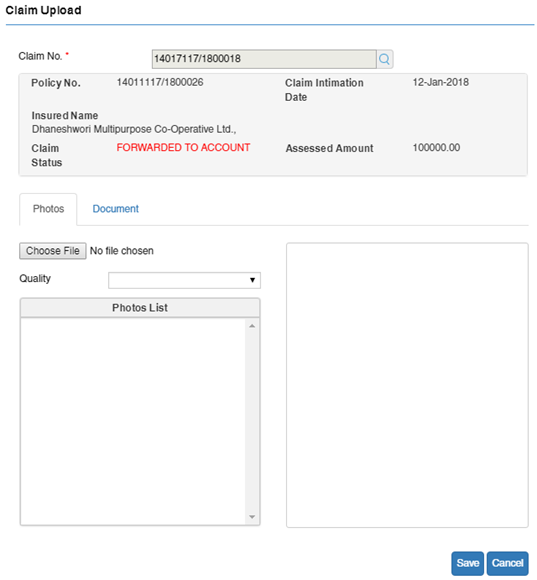 Claim Upload
Claim No. * 14017117/1800018
Policy No. 14011117/1800026 Claim Intimation Date 12-Jan-2018
Insured Name
Dhaneshwori Multipurpose Co-Operative Ltd.,
Claim Status FORWARDED TO ACCOUNT Assessed Amount 100000.00
Photos Document
Choose File No file chosen
Quality
Photos List
Save Cancel